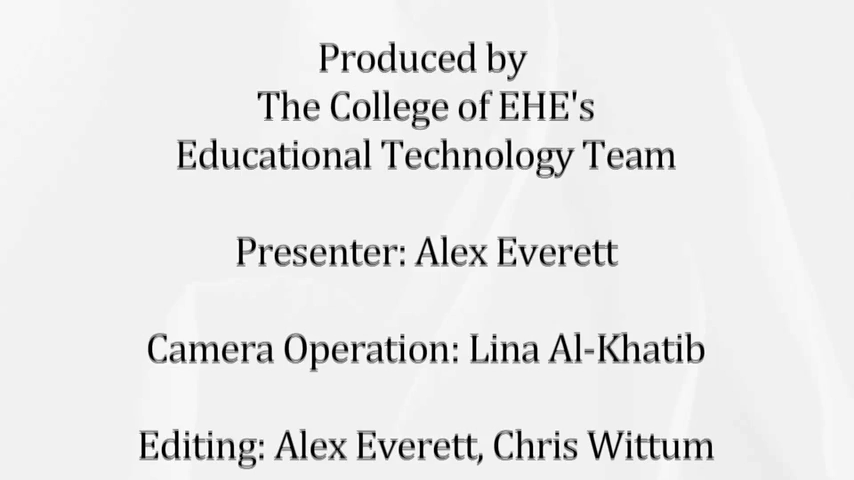 Produced by
The College of EHE's
Educational Technology Team
Presenter: Alex Everett
Camera Operation: Lina Al-Khatib
Editing: Alex Everett, Chris Wittum